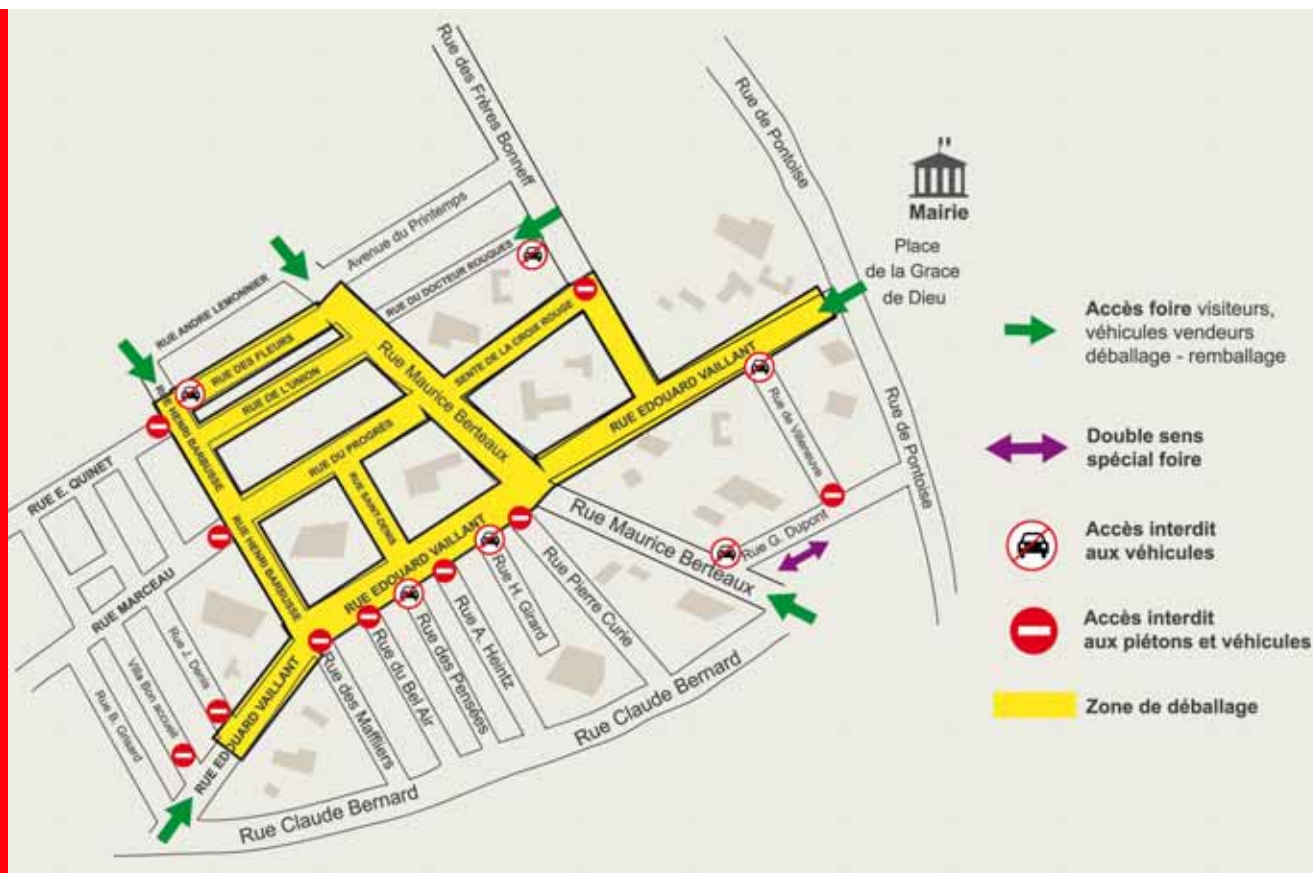 Rue des Frères Bonneff
Rue de Pontoise
Mairie
Place
de la Grace
de Dieu
Avenue du Printemps
RUE DU DOCTEUR ROUQUES
RUE ANDRE LEMONNIER
RUE DES FLEURS
RUE DE L'UNION
Rue Maurice Berteaux
SENTE DE LA CROIX ROUGE
RUE EDOUARD VAILLANT
RUE HENRI BARBUSSE
RUE DU PROGRES
RUE SAINT-DENIS
RUE E. QUINET
RUE HENRI BARBUSSE
RUE MARCEAU
RUE EDOUARD VAILLANT
Rue de Villeneuve
Rue de Pontoise
Rue Maurice Berteaux
Rue G. Dupont
Rue H. Girard
Rue Pierre Curie
Rue A. Heintz
Rue des Pensées
Rue du Bel Air
Rue des Maffliers
Rue J. Denis
Villa Bon accueil
Rue B. Grisard
RUE EDOUARD VAILLANT
Rue Claude Bernard
Rue Claude Bernard
Accès foire visiteurs,
véhicules vendeurs
déballage - remballage
Double sens
spécial foire
Accès interdit
aux véhicules
Accès interdit
aux piétons et véhicules
Zone de déballage